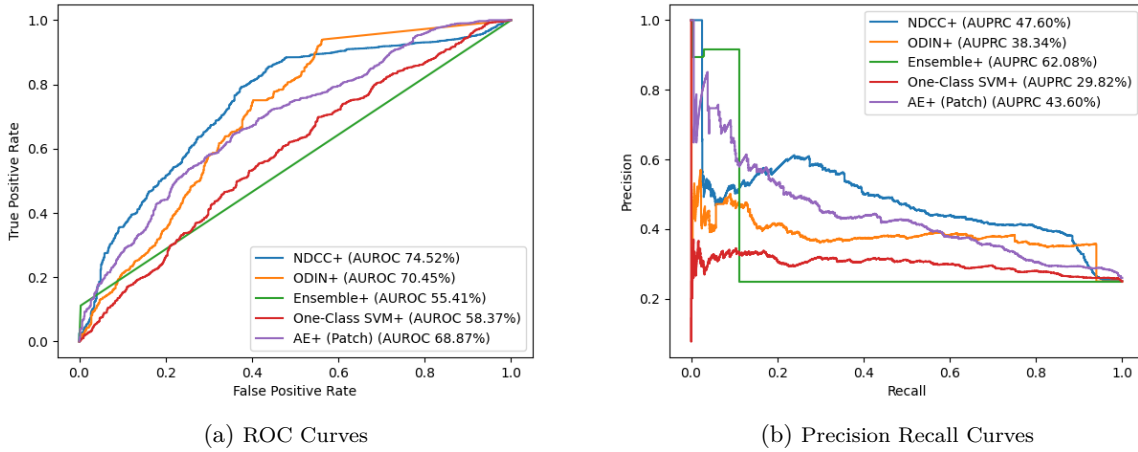 True Positive Rate
1.0
0.8
0.6
0.4
0.2
0.0
NDCC+ (AUROC 74.52%)
ODIN+ (AUROC 70.45%)
Ensemble+ (AUROC 55.41%)
One-Class SVM+ (AUROC 58.37%)
AE+ (Patch) (AUROC 68.87%)
0.0 0.2 0.4 0.6 0.8 1.0
False Positive Rate
(a) ROC Curves
Precision
1.0
0.8
0.6
0.4
0.2
NDCC+ (AUPRC 47.60%)
ODIN+ (AUPRC 38.34%)
Ensemble+ (AUPRC 62.08%)
One-Class SVM+ (AUPRC 29.82%)
AE+ (Patch) (AUPRC 43.60%)
0.0 0.2 0.4 0.6 0.8 1.0
Recall
(b) Precision Recall Curves